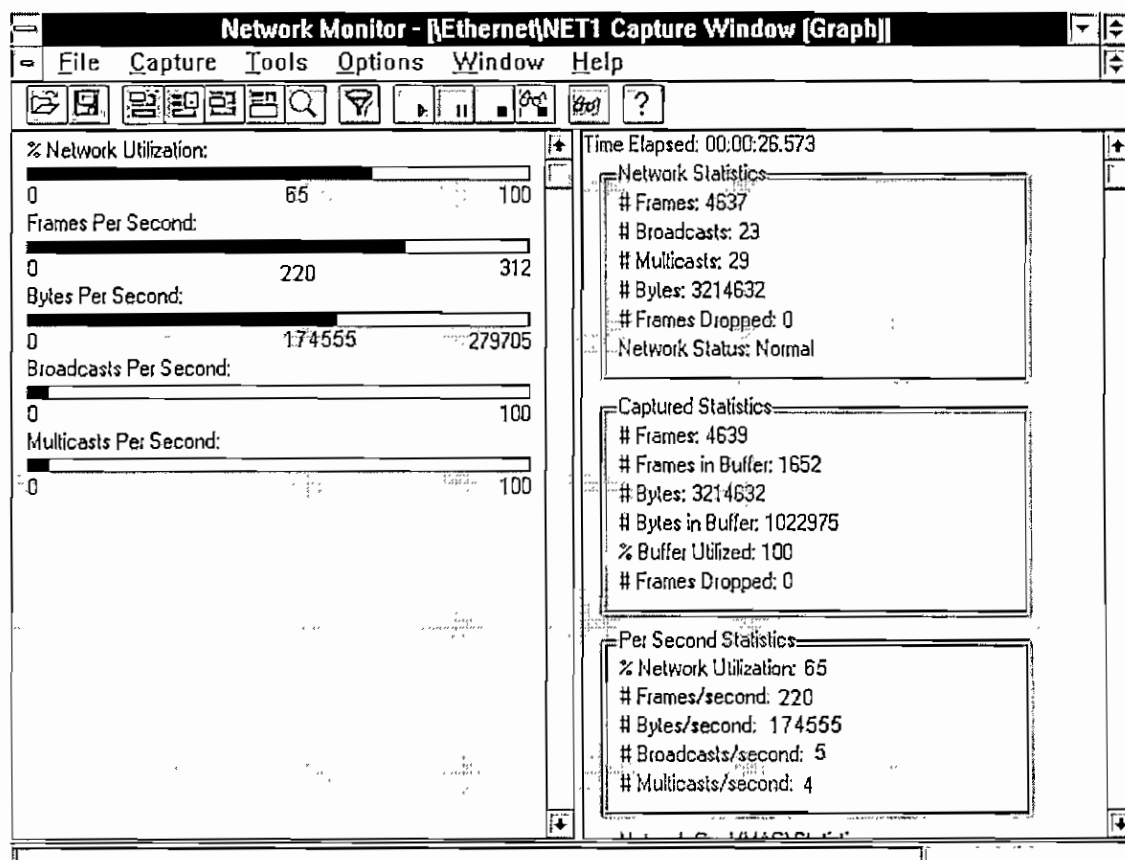 Network Monitor - [\Ethernet\NET1 Capture Window [Graph]]
File Capture Tools Options Window Help
% Network Utilization:
0 65 100
Frames Per Second:
0 220 312
Bytes Per Second:
0 174555 279705
Broadcasts Per Second:
0 100
Multicasts Per Second:
0 100
Time Elapsed: 00:00:26.573
Network Statistics
# Frames: 4637
# Broadcasts: 23
# Multicasts: 29
# Bytes: 3214632
# Frames Dropped: 0
Network Status: Normal
Captured Statistics
# Frames: 4639
# Frames in Buffer: 1652
# Bytes: 3214632
# Bytes in Buffer: 1022975
% Buffer Utilized: 100
# Frames Dropped: 0
Per Second Statistics
% Network Utilization: 65
# Frames/second: 220
# Bytes/second: 174555
# Broadcasts/second: 5
# Multicasts/second: 4